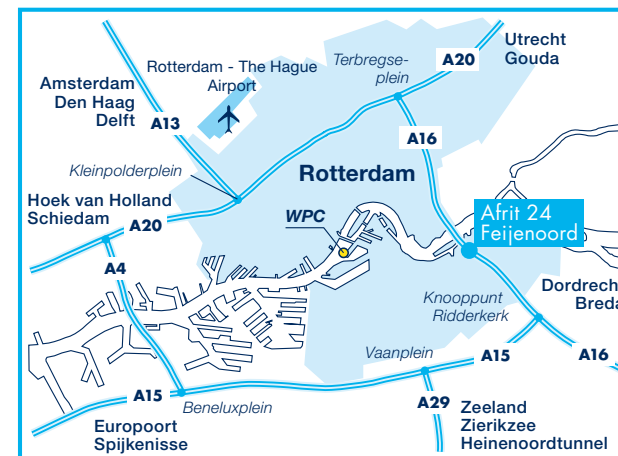 Utrecht
Gouda
Terbregse-
plein
A20
Rotterdam - The Hague
Airport
Amsterdam
Den Haag
Delft
A13
A16
Kleinpolderplein
Rotterdam
Hoek van Holland
Schiedam
A20
WPC
Afrit 24
Feijenoord
A4
Knooppunt
Ridderkerk
Dordrech
Breda
Vaanplein
A15
A16
A15
Beneluxplein
A29
Europoort
Spijkenisse
Zeeland
Zierikzee
Heinenoordtunnel